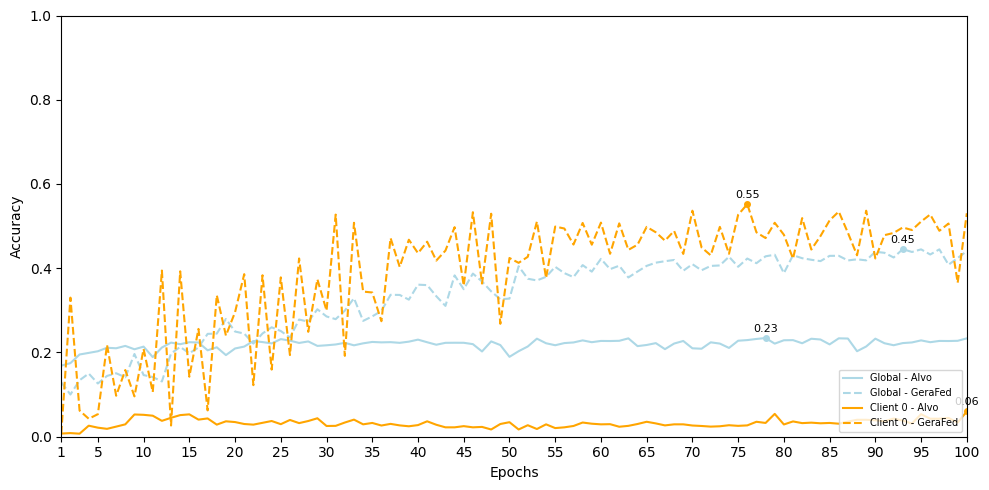 1.0
0.8
0.6
0.4
0.2
0.0
Accuracy
0.55
0.45
0.23
0.06
Global - Alvo
Global - GeraFed
Client 0 - Alvo
Client 0 - GeraFed
1 5 10 15 20 25 30 35 40 45 50 55 60 65 70 75 80 85 90 95 100
Epochs